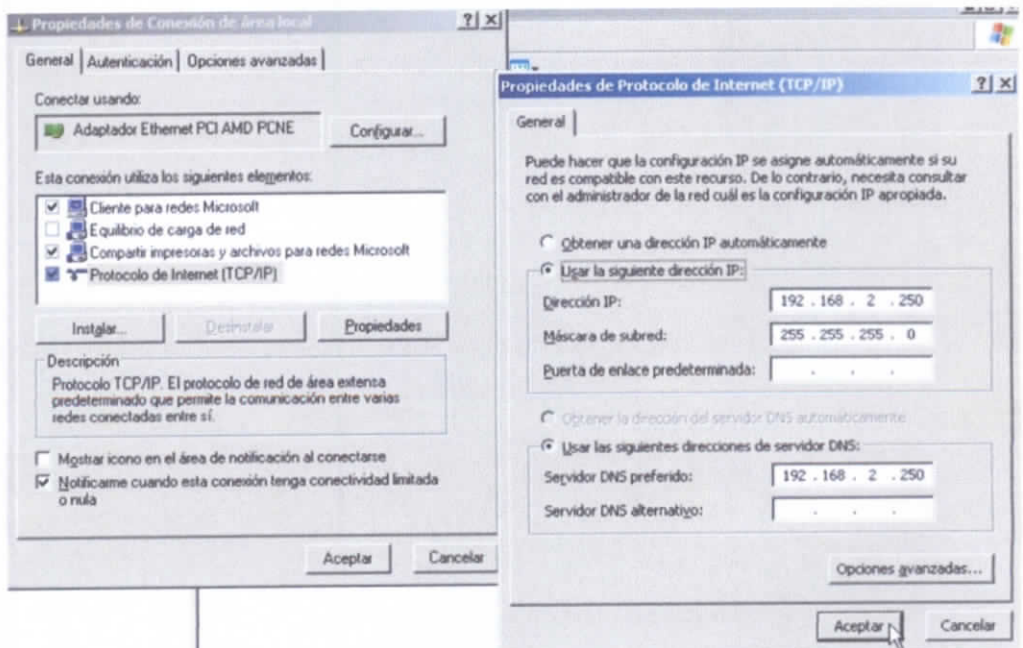 Propiedades de Conexión de área local
General
Autenticación
Opciones avanzadas
Conectar usando:
Adaptador Ethernet PCI AMD PCNE
Configurar...
Esta conexión utiliza los siguientes elementos:
Cliente para redes Microsoft
Equilibrio de carga de red
Compartir impresoras y archivos para redes Microsoft
Protocolo de Internet (TCP/IP)
Instalar...
Desinstalar
Propiedades
Descripción
Protocolo TCP/IP. El protocolo de red de área extensa
predeterminado que permite la comunicación entre varias
redes conectadas entre sí.
Mostrar icono en el área de notificación al conectarse
Notificarme cuando esta conexión tenga conectividad limitada
o nula
Aceptar
Cancelar
Propiedades de Protocolo de Internet (TCP/IP)
General
Puede hacer que la configuración IP se asigne automáticamente si su
red es compatible con este recurso. De lo contrario, necesita consultar
con el administrador de la red cuál es la configuración IP apropiada.
Obtener una dirección IP automáticamente
Usar la siguiente dirección IP:
Dirección IP: 192 . 168 . 2 . 250
Máscara de subred: 255 . 255 . 255 . 0
Puerta de enlace predeterminada: . . .
Obtener la dirección del servidor DNS automáticamente
Usar las siguientes direcciones de servidor DNS:
Servidor DNS preferido: 192 . 168 . 2 . 250
Servidor DNS alternativo: . . .
Opciones avanzadas...
Aceptar
Cancelar